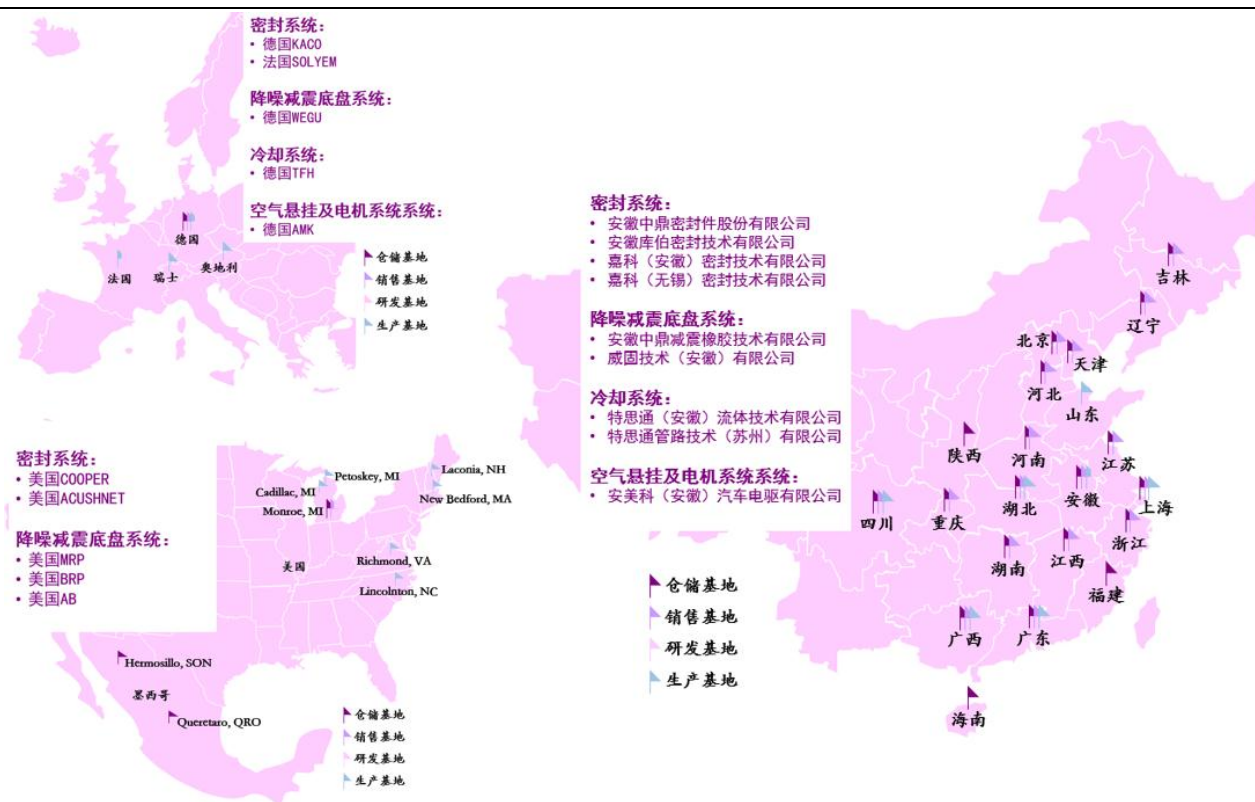 密封系统：
• 德国KACO
• 法国SOLYEM
降噪减震底盘系统：
• 德国WEGU
冷却系统：
• 德国TFH
空气悬挂及电机系统系统：
• 德国AMK
德国
法国
瑞士
奥地利
仓储基地
销售基地
研发基地
生产基地
密封系统：
• 美国COOPER
• 美国ACUSHNET
降噪减震底盘系统：
• 美国MRP
• 美国BRP
• 美国AB
Petoskey, MI
Laconia, NH
Cadillac, MI
New Bedford, MA
Monroe, MI
Richmond, VA
美国
Lincolnton, NC
Hermosillo, SON
墨西哥
Queretaro, QRO
仓储基地
销售基地
研发基地
生产基地
密封系统：
• 安徽中鼎密封件股份有限公司
• 安徽库伯密封技术有限公司
• 嘉科（安徽）密封技术有限公司
• 嘉科（无锡）密封技术有限公司
降噪减震底盘系统：
• 安徽中鼎减震橡胶技术有限公司
• 威固技术（安徽）有限公司
冷却系统：
• 特思通（安徽）流体技术有限公司
• 特思通管路技术（苏州）有限公司
空气悬挂及电机系统系统：
• 安美科（安徽）汽车电驱有限公司
吉林
辽宁
北京
天津
河北
山东
陕西
河南
江苏
四川
重庆
湖北
安徽
上海
浙江
湖南
江西
福建
广西
广东
海南
仓储基地
销售基地
研发基地
生产基地